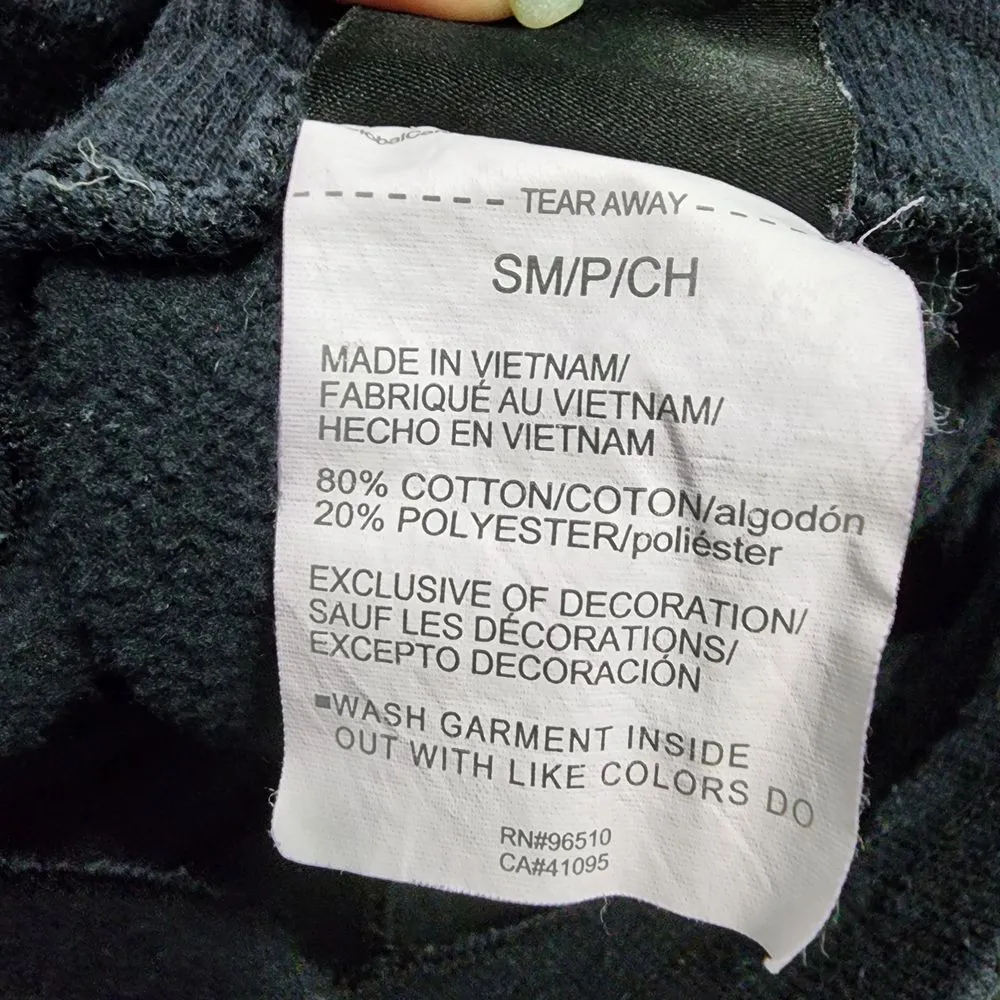 TEAR AWAY
SM/P/CH
MADE IN VIETNAM/
FABRIQUÉ AU VIETNAM/
HECHO EN VIETNAM
80% COTTON/COTON/algodón
20% POLYESTER/poliéster
EXCLUSIVE OF DECORATION/
SAUF LES DÉCORATIONS/
EXCEPTO DECORACIÓN
■WASH GARMENT INSIDE
OUT WITH LIKE COLORS DO
RN#96510
CA#41095